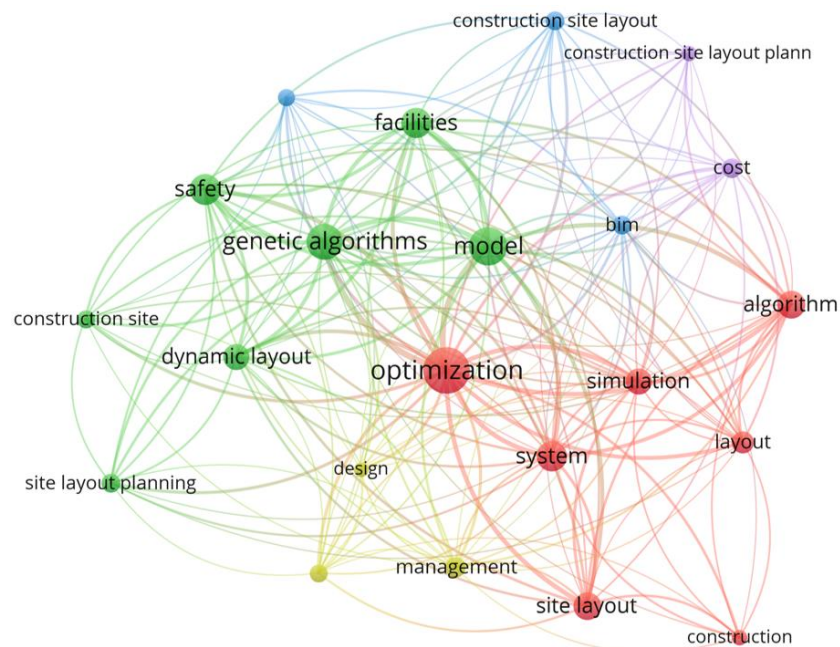 construction site layout
construction site layout plann
facilities
cost
safety
bim
genetic algorithms
model
algorithm
construction site
dynamic layout
optimization
simulation
layout
system
design
site layout planning
management
site layout
construction